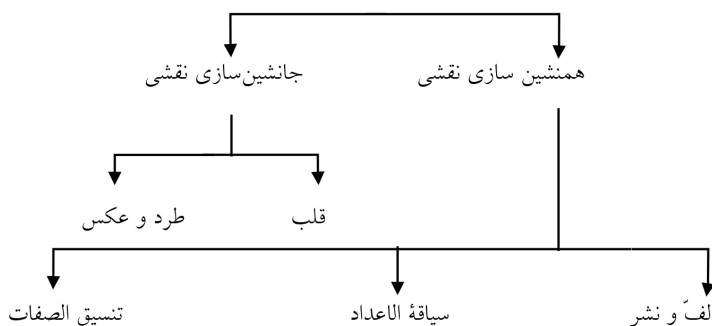 همنشین سازی نقشی جانشین‌سازی نقشی
قلب طرد و عکس
لفّ و نشر سیاقهٔ الاعداد تنسیق الصفات